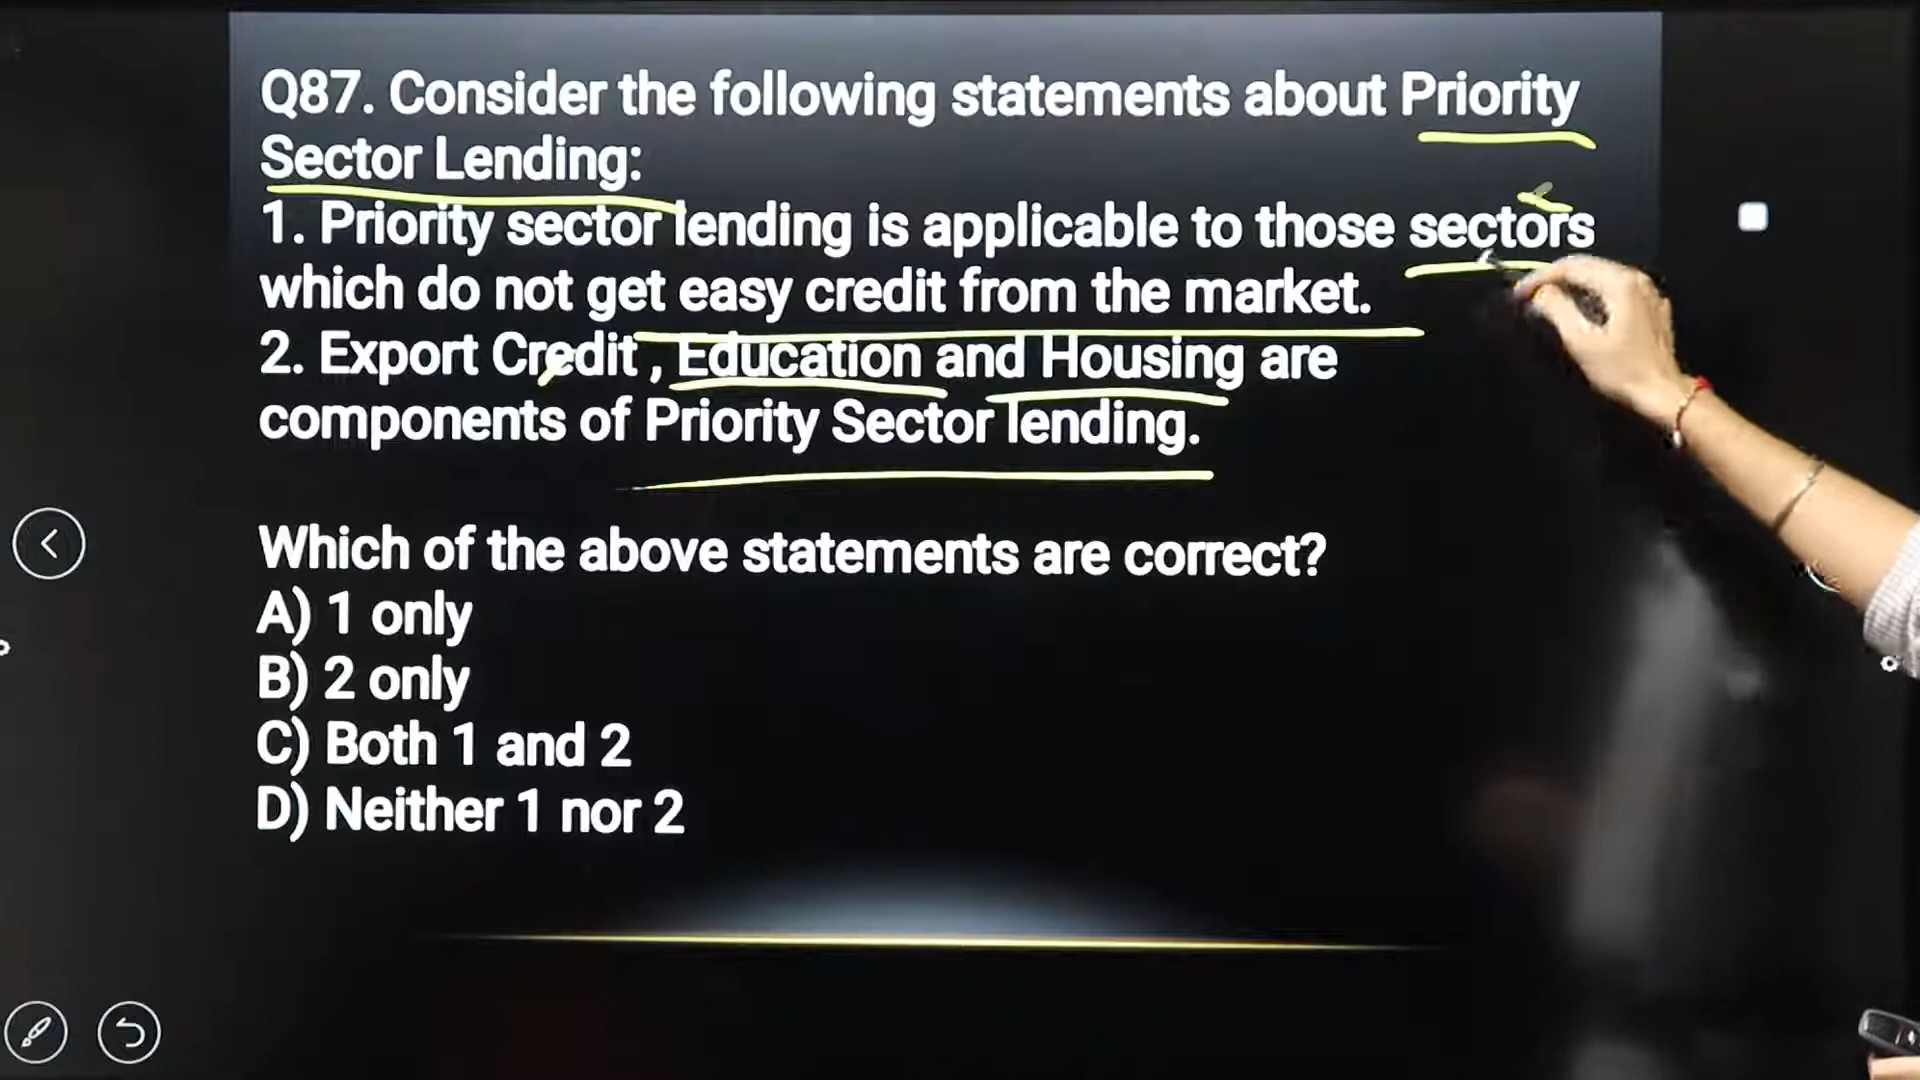 Q87. Consider the following statements about Priority
Sector Lending:
1. Priority sector lending is applicable to those sectors
which do not get easy credit from the market.
2. Export Credit , Education and Housing are
components of Priority Sector lending.
Which of the above statements are correct?
A) 1 only
B) 2 only
C) Both 1 and 2
D) Neither 1 nor 2